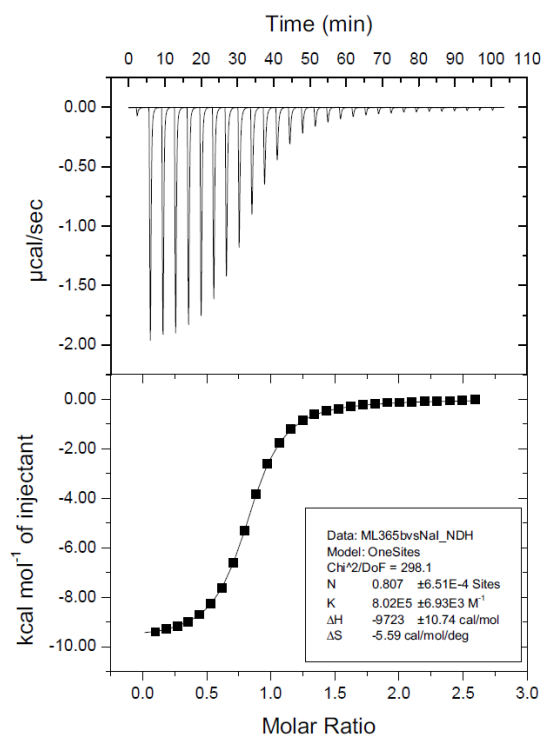 Time (min)
0 10 20 30 40 50 60 70 80 90 100 110
0.00
-0.50
-1.00
-1.50
-2.00
µcal/sec
0.00
-2.00
-4.00
-6.00
-8.00
-10.00
kcal mol⁻¹ of injectant
Data: ML365bvsNaI_NDH
Model: OneSites
Chi^2/DoF = 298.1
N 0.807 ±6.51E-4 Sites
K 8.02E5 ±6.93E3 M⁻¹
ΔH -9723 ±10.74 cal/mol
ΔS -5.59 cal/mol/deg
0.0 0.5 1.0 1.5 2.0 2.5 3.0
Molar Ratio